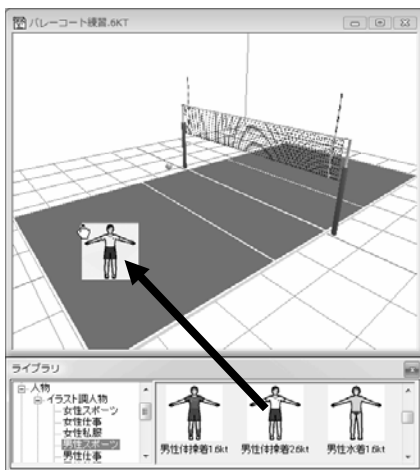 バレーコート練習.6KT
ライブラリ
人物
イラスト調人物
女性スポーツ
女性仕事
女性私服
男性スポーツ
男性仕事
男性体操着1.6kt
男性体操着2.6kt
男性水着1.6kt